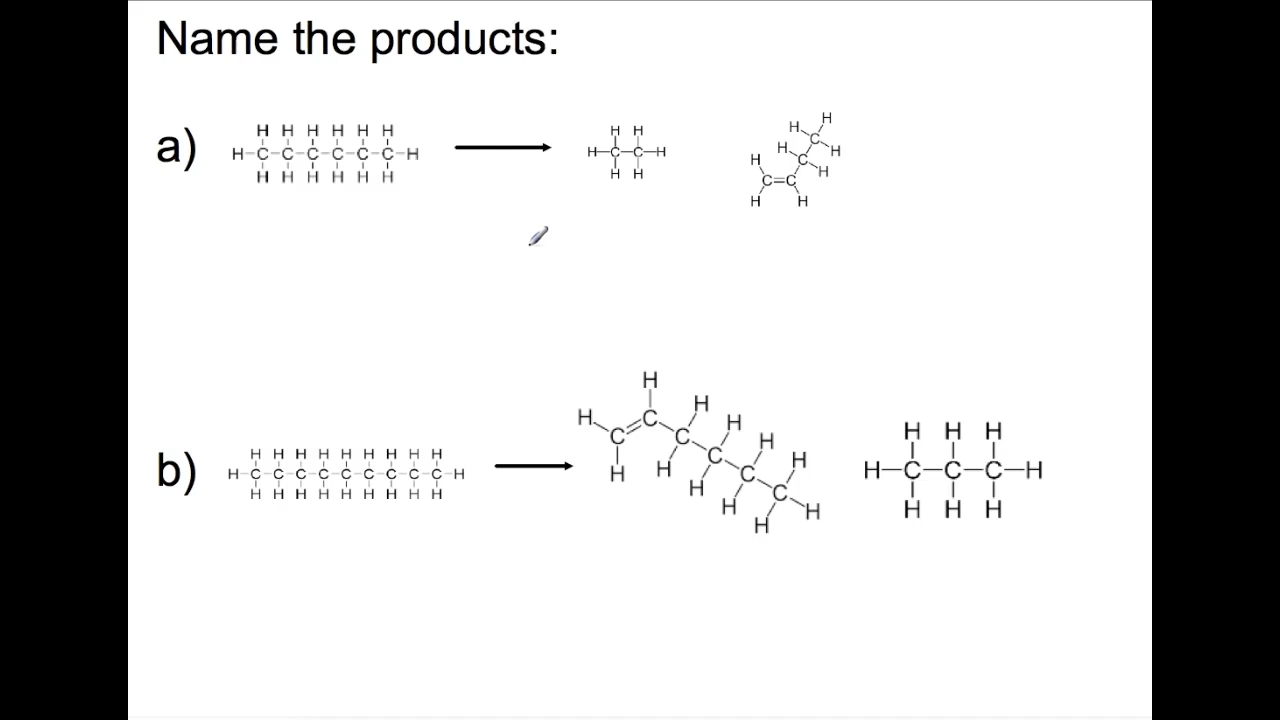 Name the products:
a)
H H H H H H
H-C-C-C-C-C-C-H
H H H H H H
H H
H-C-C-H
H H
H
H C
H H
H C H
C=C
H H
b)
H H H H H H H H H
H-C-C-C-C-C-C-C-C-C-H
H H H H H H H H H
H
H C H
C C H
H H C H
H C H
H C H
H
H H H
H-C-C-C-H
H H H